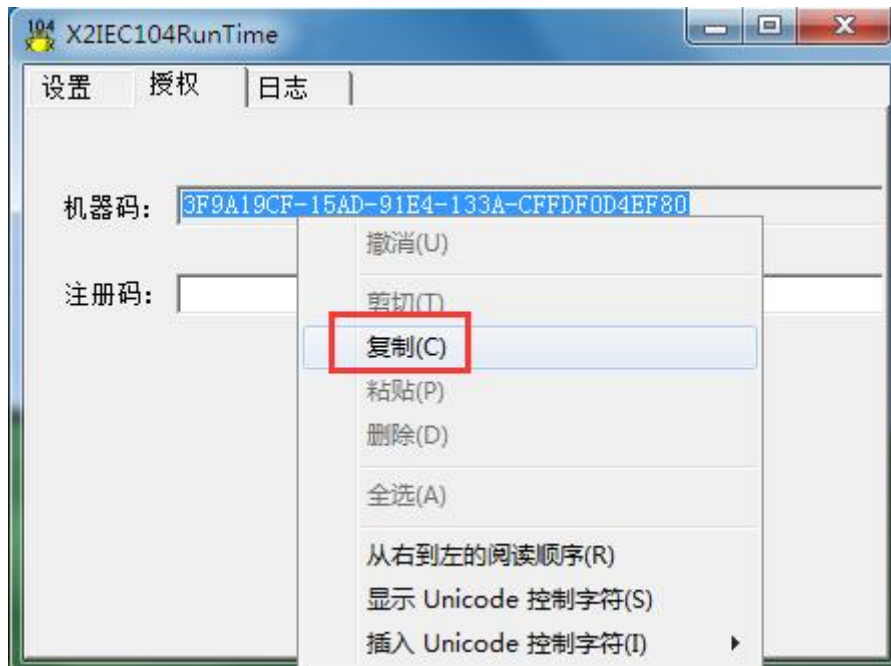 104 X2IEC104RunTime
设置 授权 日志
机器码: 3F9A19CF-15AD-91E4-133A-CFFDF0D4EF80
撤消(U)
注册码:
剪切(T)
复制(C)
粘贴(P)
删除(D)
全选(A)
从右到左的阅读顺序(R)
显示 Unicode 控制字符(S)
插入 Unicode 控制字符(I)